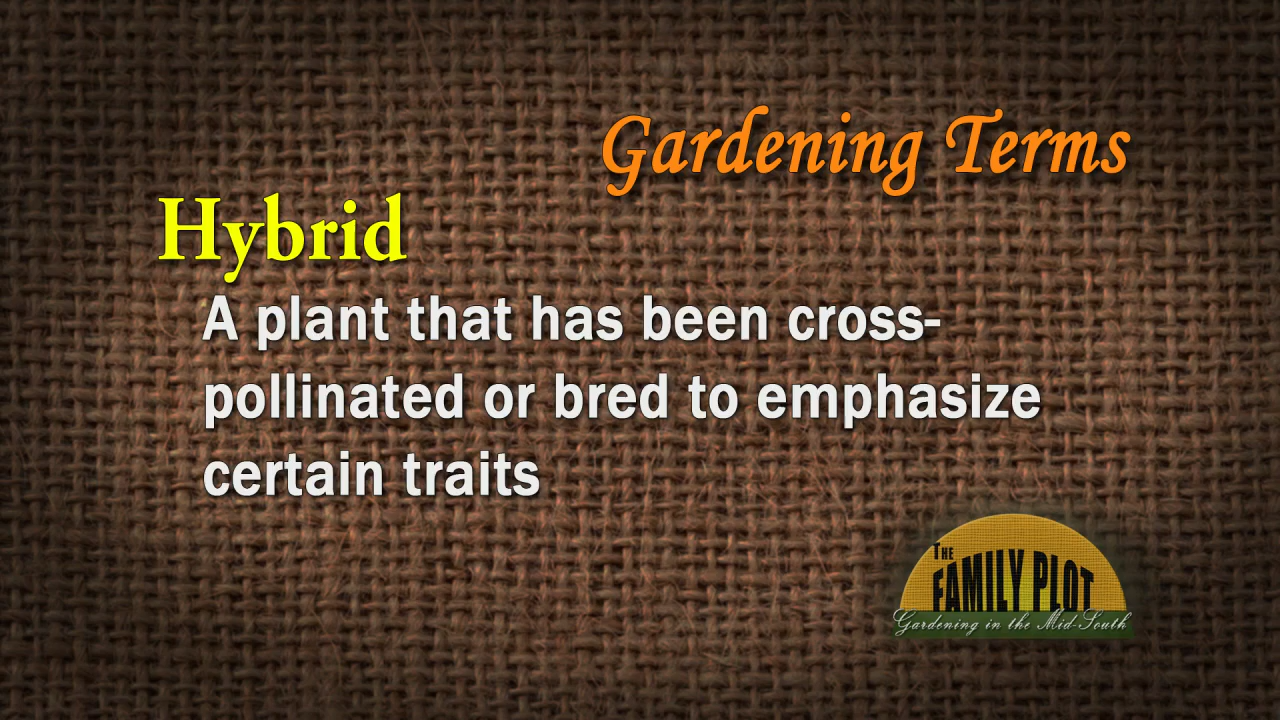 Gardening Terms
Hybrid
A plant that has been cross-
pollinated or bred to emphasize
certain traits
THE
FAMILY PLOT
Gardening in the Mid-South